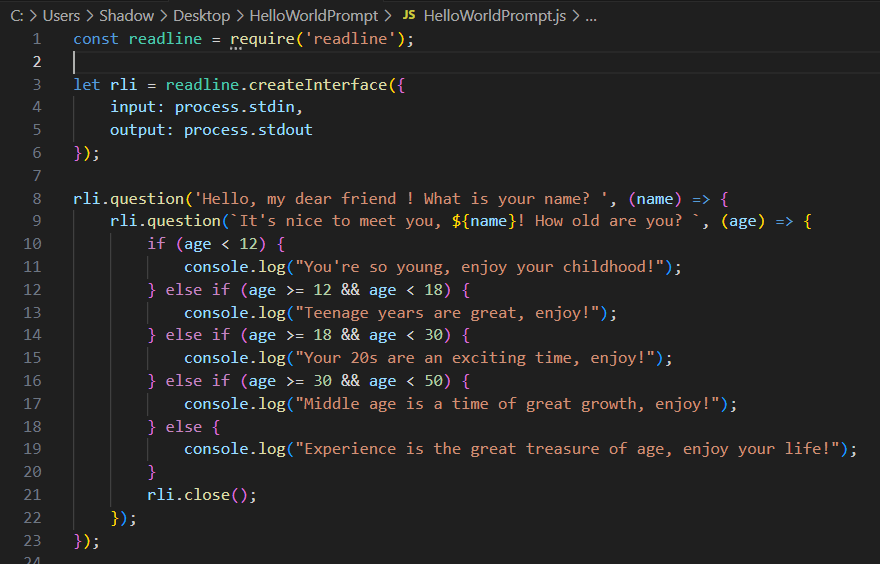 C: > Users > Shadow > Desktop > HelloWorldPrompt > JS HelloWorldPrompt.js > ...
1 const readline = require('readline');
2
3 let rli = readline.createInterface({
4     input: process.stdin,
5     output: process.stdout
6 });
7
8 rli.question('Hello, my dear friend ! What is your name? ', (name) => {
9     rli.question(`It's nice to meet you, ${name}! How old are you? `, (age) => {
10         if (age < 12) {
11             console.log("You're so young, enjoy your childhood!");
12         } else if (age >= 12 && age < 18) {
13             console.log("Teenage years are great, enjoy!");
14         } else if (age >= 18 && age < 30) {
15             console.log("Your 20s are an exciting time, enjoy!");
16         } else if (age >= 30 && age < 50) {
17             console.log("Middle age is a time of great growth, enjoy!");
18         } else {
19             console.log("Experience is the great treasure of age, enjoy your life!");
20         }
21         rli.close();
22     });
23 });
24